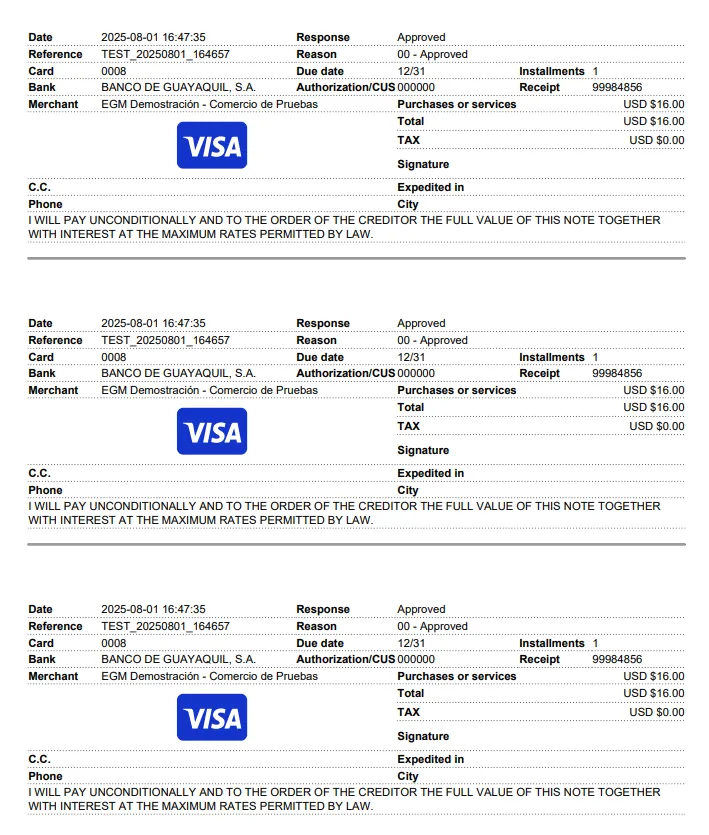 Date 2025-08-01 16:47:35 Response Approved
Reference TEST_20250801_164657 Reason 00 - Approved
Card 0008 Due date 12/31 Installments 1
Bank BANCO DE GUAYAQUIL, S.A. Authorization/CUS 000000 Receipt 99984856
Merchant EGM Demostración - Comercio de Pruebas Purchases or services USD $16.00
Total USD $16.00
TAX USD $0.00
VISA
Signature
C.C. Expedited in
Phone City
I WILL PAY UNCONDITIONALLY AND TO THE ORDER OF THE CREDITOR THE FULL VALUE OF THIS NOTE TOGETHER
WITH INTEREST AT THE MAXIMUM RATES PERMITTED BY LAW.
Date 2025-08-01 16:47:35 Response Approved
Reference TEST_20250801_164657 Reason 00 - Approved
Card 0008 Due date 12/31 Installments 1
Bank BANCO DE GUAYAQUIL, S.A. Authorization/CUS 000000 Receipt 99984856
Merchant EGM Demostración - Comercio de Pruebas Purchases or services USD $16.00
Total USD $16.00
TAX USD $0.00
VISA
Signature
C.C. Expedited in
Phone City
I WILL PAY UNCONDITIONALLY AND TO THE ORDER OF THE CREDITOR THE FULL VALUE OF THIS NOTE TOGETHER
WITH INTEREST AT THE MAXIMUM RATES PERMITTED BY LAW.
Date 2025-08-01 16:47:35 Response Approved
Reference TEST_20250801_164657 Reason 00 - Approved
Card 0008 Due date 12/31 Installments 1
Bank BANCO DE GUAYAQUIL, S.A. Authorization/CUS 000000 Receipt 99984856
Merchant EGM Demostración - Comercio de Pruebas Purchases or services USD $16.00
Total USD $16.00
TAX USD $0.00
VISA
Signature
C.C. Expedited in
Phone City
I WILL PAY UNCONDITIONALLY AND TO THE ORDER OF THE CREDITOR THE FULL VALUE OF THIS NOTE TOGETHER
WITH INTEREST AT THE MAXIMUM RATES PERMITTED BY LAW.